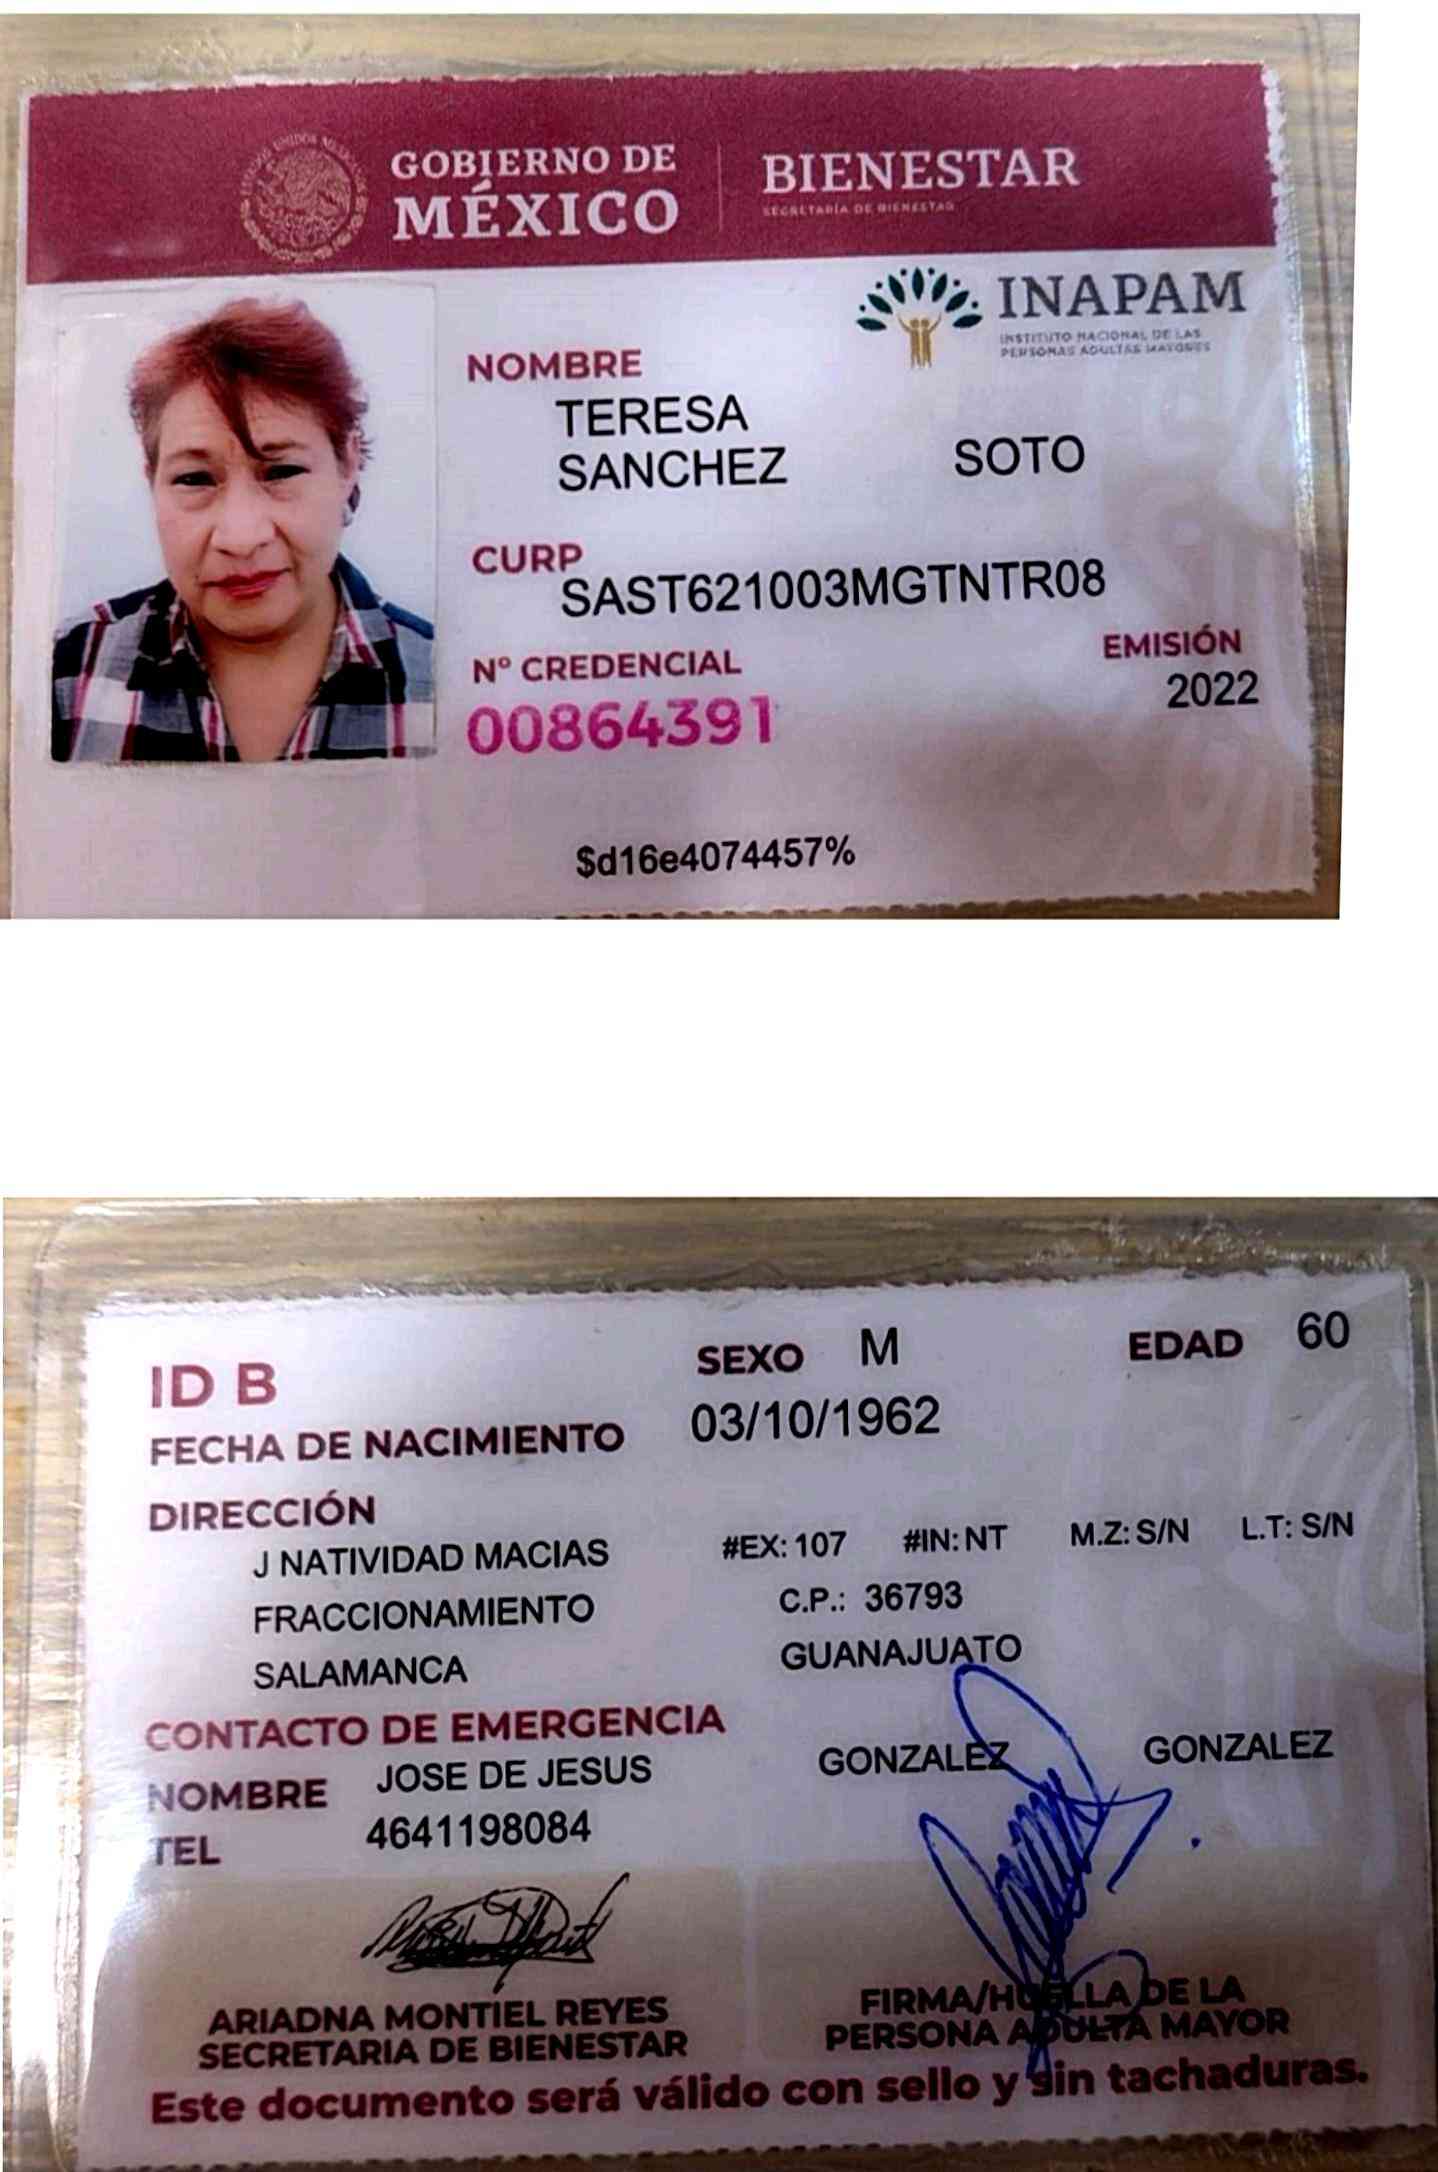 GOBIERNO DE
MÉXICO
BIENESTAR
SECRETARÍA DE BIENESTAR
INAPAM
INSTITUTO NACIONAL DE LAS
PERSONAS ADULTAS MAYORES
NOMBRE
TERESA
SANCHEZ SOTO
CURP
SAST621003MGTNTR08
Nº CREDENCIAL EMISIÓN
00864391 2022
$d16e4074457%
ID B SEXO M EDAD 60
FECHA DE NACIMIENTO 03/10/1962
DIRECCIÓN
J NATIVIDAD MACIAS #EX: 107 #IN: NT M.Z: S/N L.T: S/N
FRACCIONAMIENTO C.P.: 36793
SALAMANCA GUANAJUATO
CONTACTO DE EMERGENCIA
NOMBRE JOSE DE JESUS GONZALEZ GONZALEZ
TEL 4641198084
ARIADNA MONTIEL REYES
SECRETARIA DE BIENESTAR
FIRMA/HUELLA DE LA
PERSONA ADULTA MAYOR
Este documento será válido con sello y sin tachaduras.